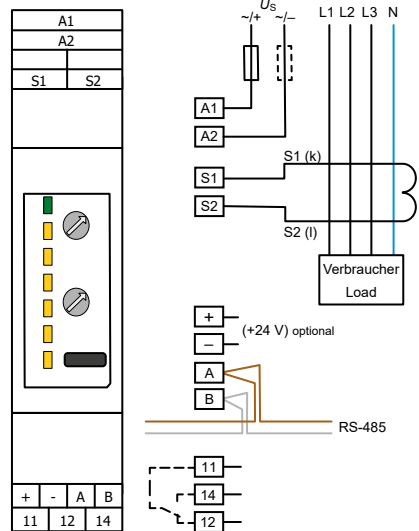 A1
A2
S1 S2
+ - A B
11 12 14
US
~/+ ~/–
A1
A2
S1
S2
S1 (k)
S2 (l)
L1 L2 L3 N
Verbraucher
Load
+
–
(+24 V) optional
A
B
RS-485
11
14
12